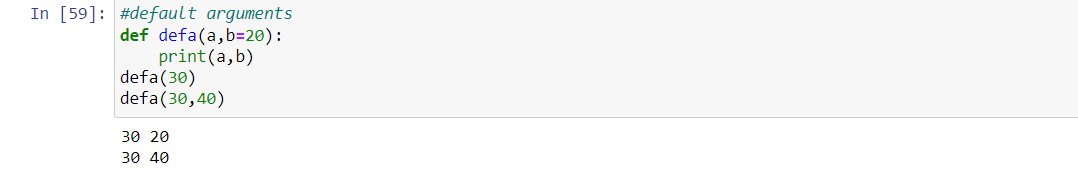 In [59]: #default arguments
def defa(a,b=20):
    print(a,b)
defa(30)
defa(30,40)
30 20
30 40